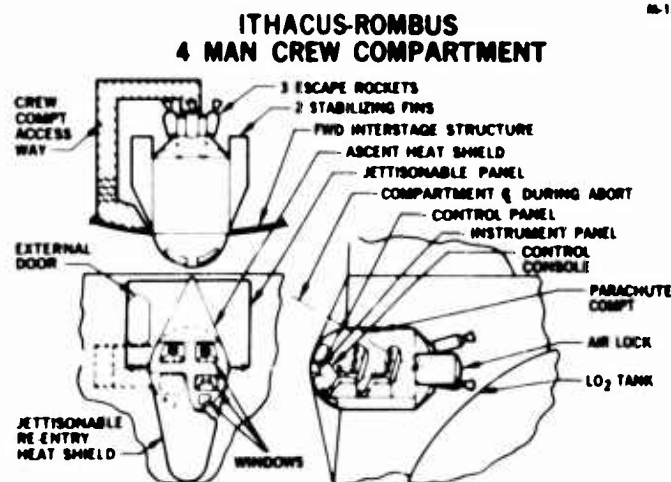 ITHACUS-ROMBUS
4 MAN CREW COMPARTMENT
CREW
COMPT
ACCESS
WAY
3 ESCAPE ROCKETS
2 STABILIZING FINS
FWD INTERSTAGE STRUCTURE
ASCENT HEAT SHIELD
JETTISONABLE PANEL
COMPARTMENT ℄ DURING ABORT
CONTROL PANEL
INSTRUMENT PANEL
CONTROL
CONSOLE
EXTERNAL
DOOR
PARACHUTE
COMPT
AIR LOCK
LO₂ TANK
JETTISONABLE
RE-ENTRY
HEAT SHIELD
WINDOWS